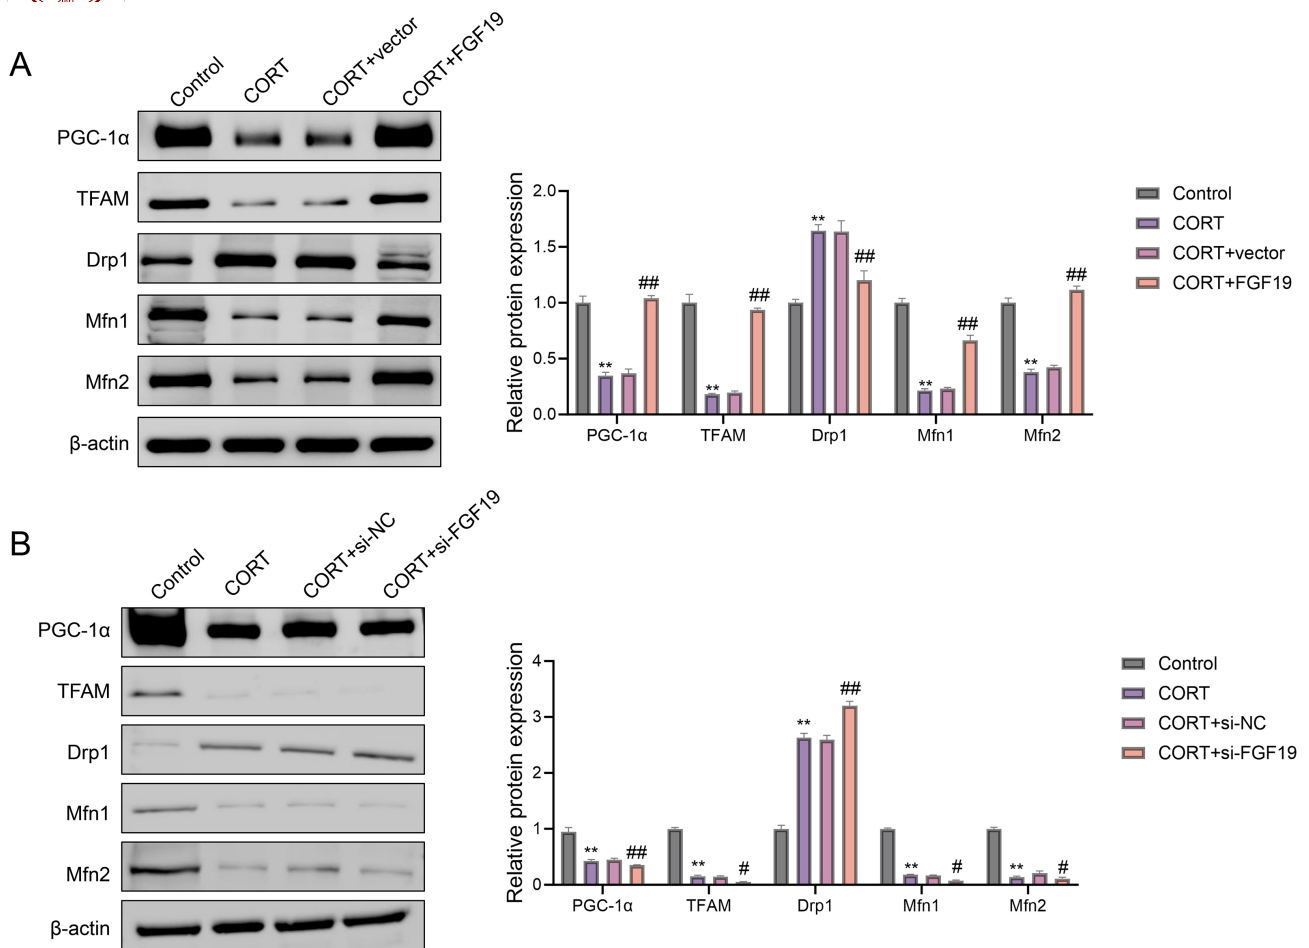 A
Control
CORT
CORT+vector
CORT+FGF19
PGC-1α
TFAM
Drp1
Mfn1
Mfn2
β-actin
Relative protein expression
2.0
1.5
1.0
0.5
0.0
**
##
**
##
**
##
**
##
**
##
PGC-1α
TFAM
Drp1
Mfn1
Mfn2
Control
CORT
CORT+vector
CORT+FGF19
B
Control
CORT
CORT+si-NC
CORT+si-FGF19
PGC-1α
TFAM
Drp1
Mfn1
Mfn2
β-actin
Relative protein expression
4
3
2
1
0
**
##
**
#
**
##
**
#
**
#
PGC-1α
TFAM
Drp1
Mfn1
Mfn2
Control
CORT
CORT+si-NC
CORT+si-FGF19